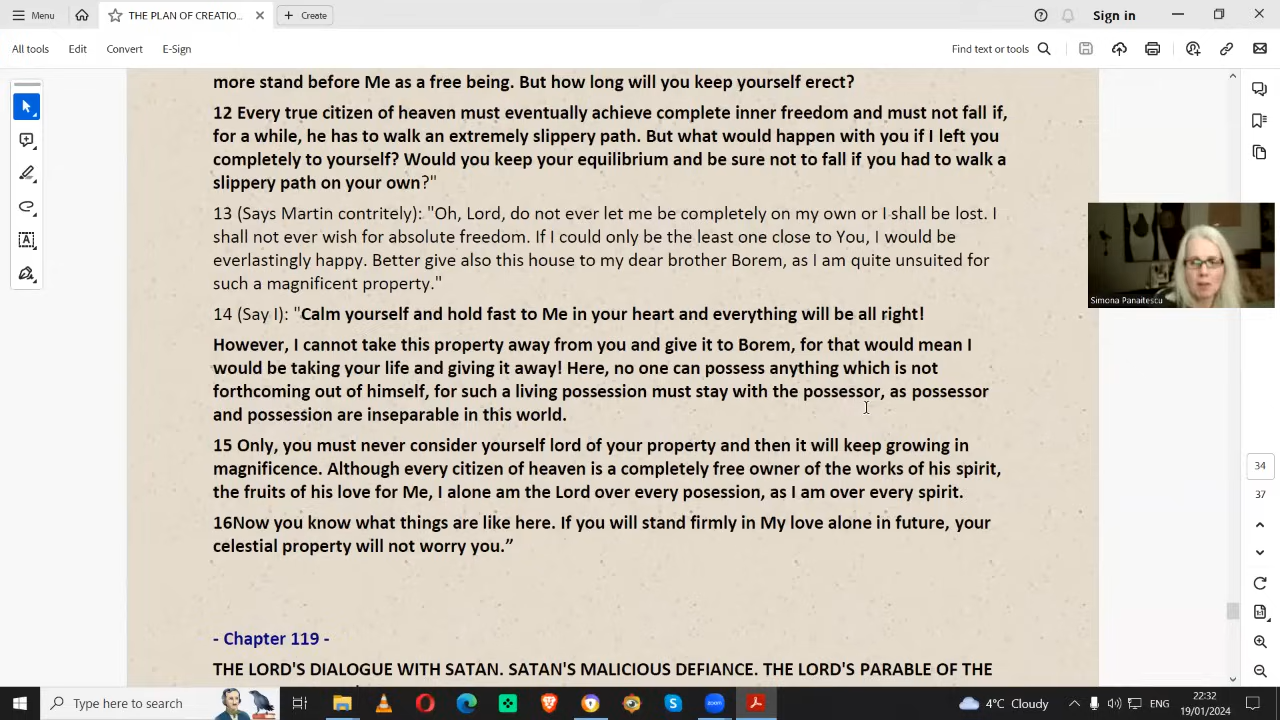 Menu
THE PLAN OF CREATIO...
Create
Sign in
All tools
Edit
Convert
E-Sign
Find text or tools
more stand before Me as a free being. But how long will you keep yourself erect?
12 Every true citizen of heaven must eventually achieve complete inner freedom and must not fall if,
for a while, he has to walk an extremely slippery path. But what would happen with you if I left you
completely to yourself? Would you keep your equilibrium and be sure not to fall if you had to walk a
slippery path on your own?"
13 (Says Martin contritely): "Oh, Lord, do not ever let me be completely on my own or I shall be lost. I
shall not ever wish for absolute freedom. If I could only be the least one close to You, I would be
everlastingly happy. Better give also this house to my dear brother Borem, as I am quite unsuited for
such a magnificent property."
14 (Say I): "Calm yourself and hold fast to Me in your heart and everything will be all right!
However, I cannot take this property away from you and give it to Borem, for that would mean I
would be taking your life and giving it away! Here, no one can possess anything which is not
forthcoming out of himself, for such a living possession must stay with the possessor, as possessor
and possession are inseparable in this world.
15 Only, you must never consider yourself lord of your property and then it will keep growing in
magnificence. Although every citizen of heaven is a completely free owner of the works of his spirit,
the fruits of his love for Me, I alone am the Lord over every posession, as I am over every spirit.
16Now you know what things are like here. If you will stand firmly in My love alone in future, your
celestial property will not worry you.”
- Chapter 119 -
THE LORD'S DIALOGUE WITH SATAN. SATAN'S MALICIOUS DEFIANCE. THE LORD'S PARABLE OF THE
Simona Panaitescu
34
37
Type here to search
zoom
4°C Cloudy
ENG
22:32
19/01/2024